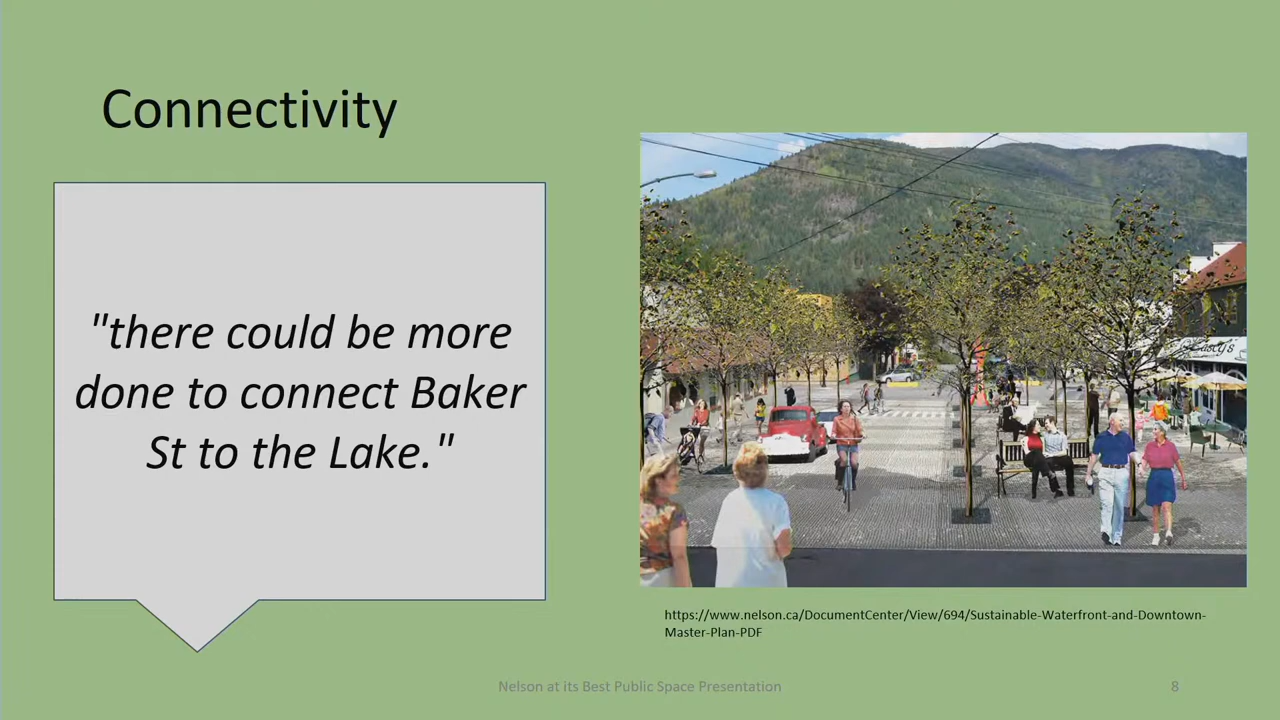 Connectivity
"there could be more
done to connect Baker
St to the Lake."
https://www.nelson.ca/DocumentCenter/View/694/Sustainable-Waterfront-and-Downtown-
Master-Plan-PDF
Nelson at its Best Public Space Presentation
8